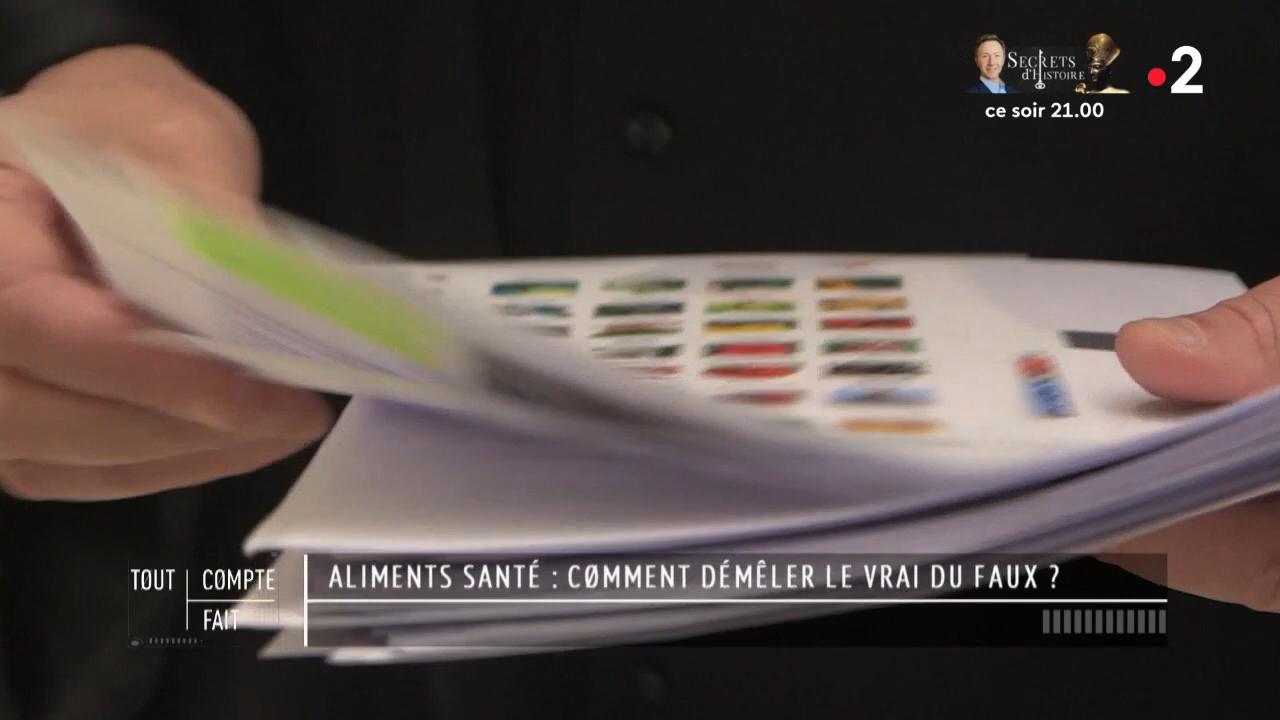 SECRETS
d'HISTOIRE
2
ce soir 21.00
TOUT COMPTE
FAIT
ALIMENTS SANTÉ : CØMMENT DÉMÊLER LE VRAI DU FAUX ?